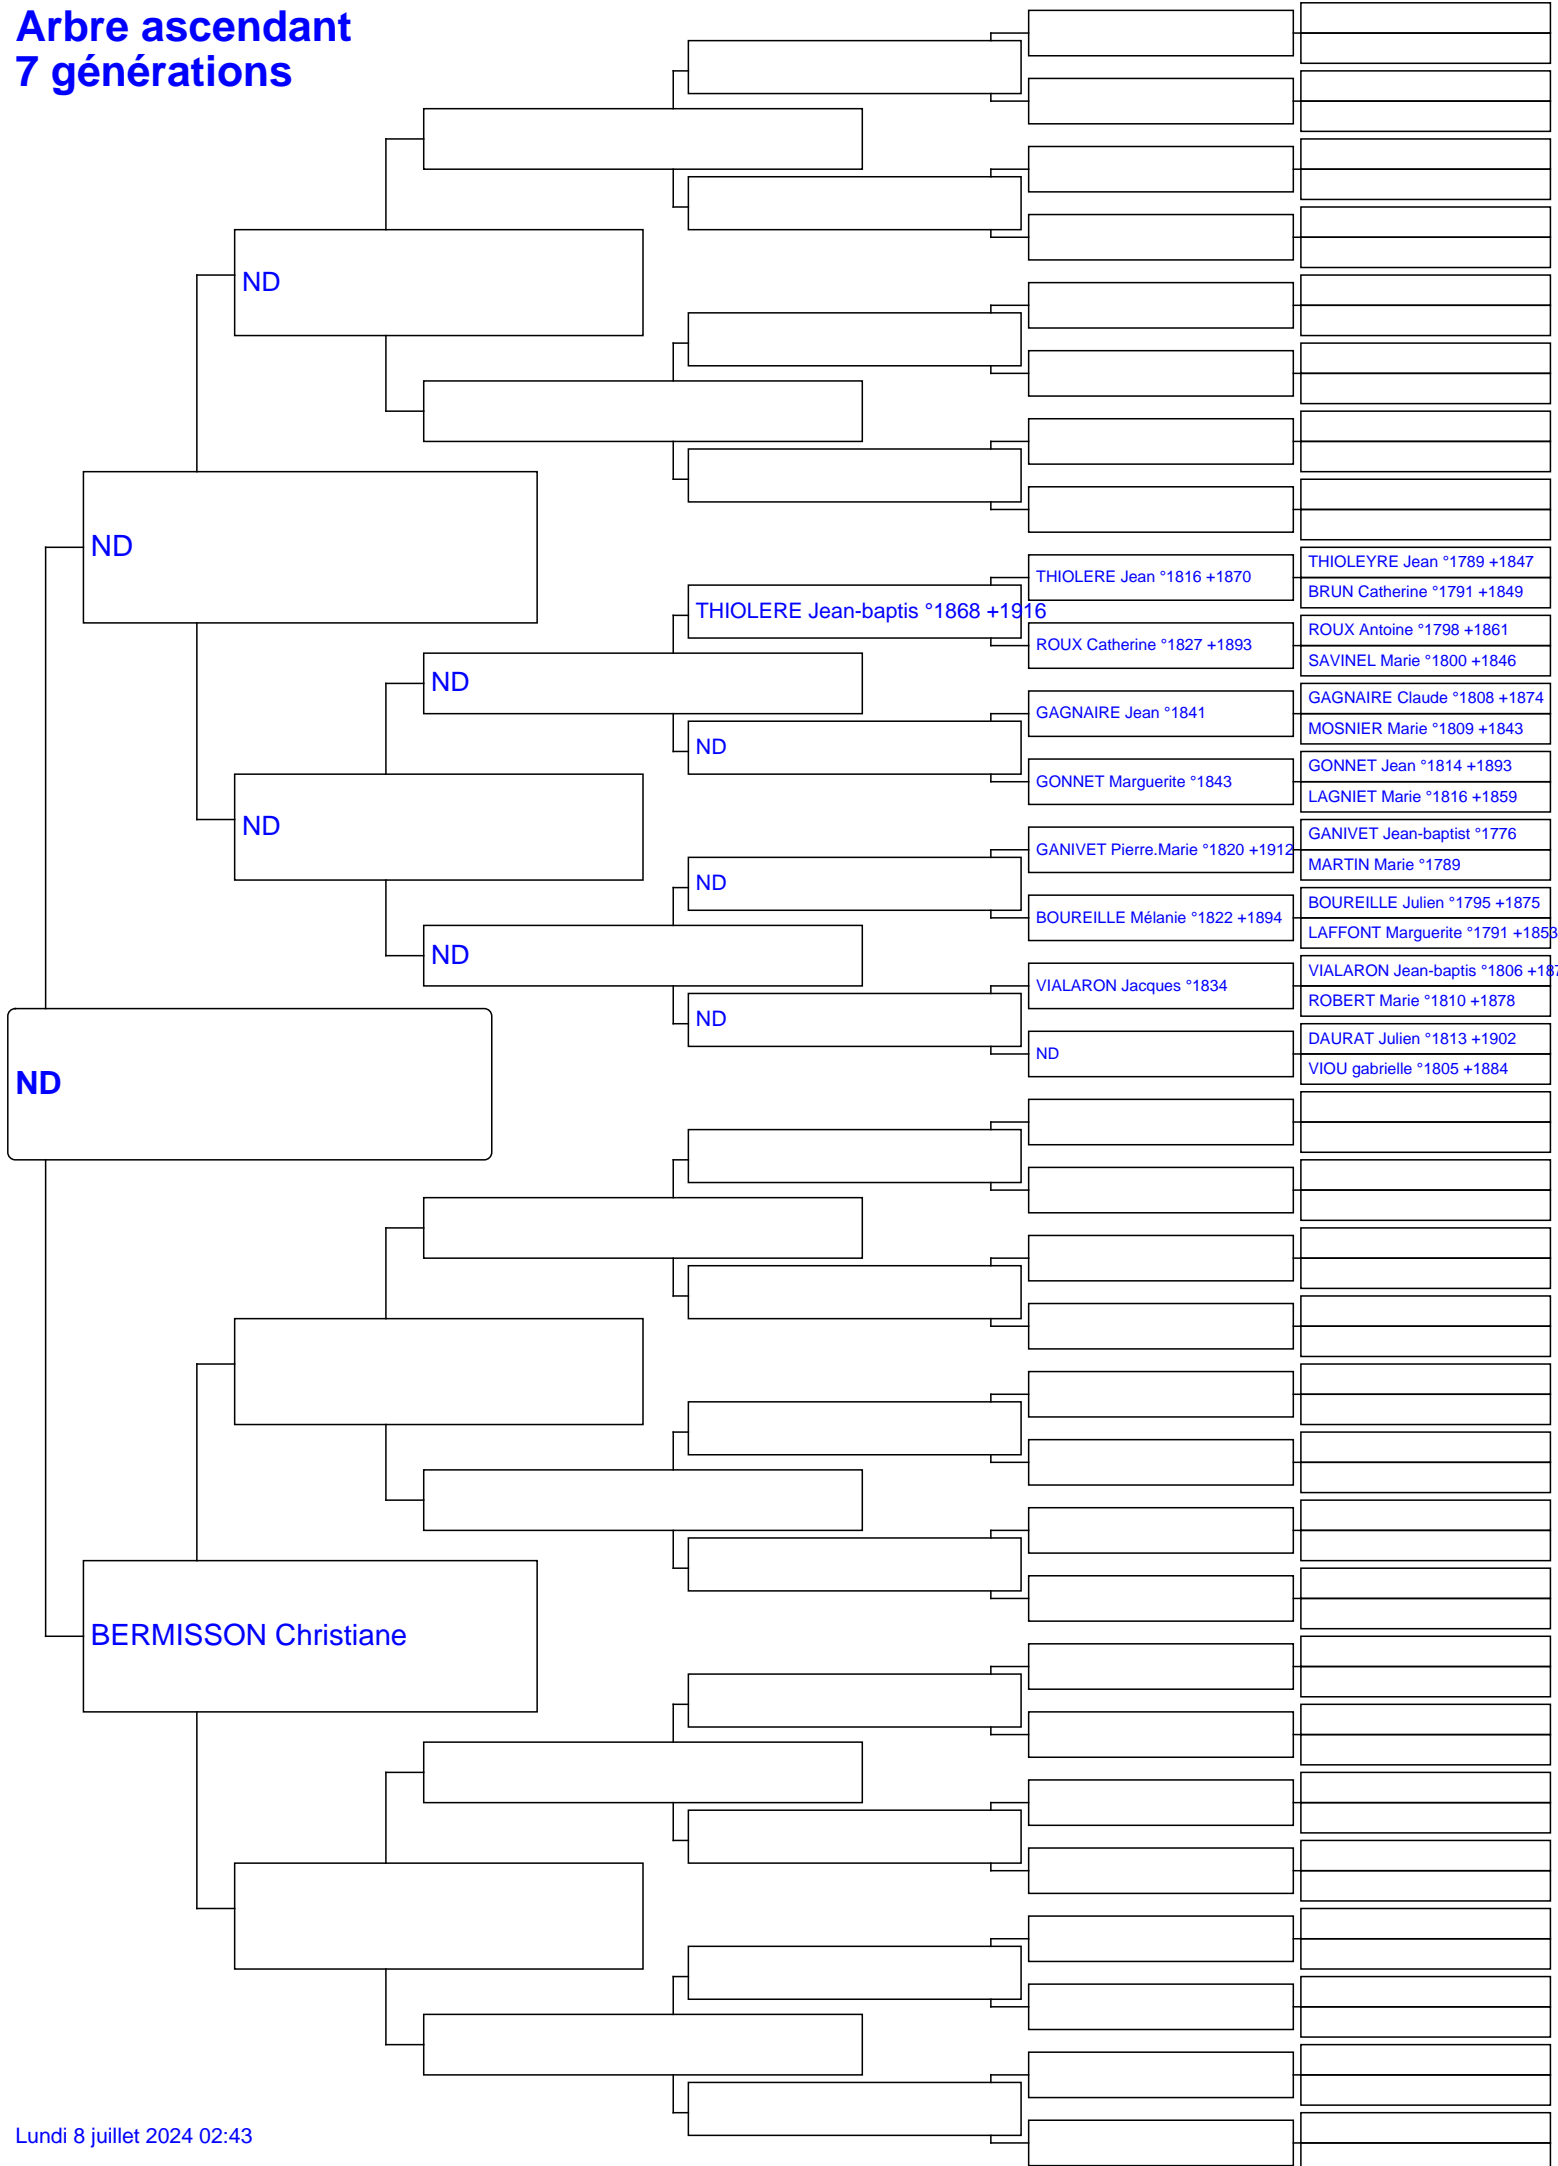 Arbre ascendant
7 générations
ND
ND
THIOLERE Jean °1816 +1870
THIOLEYRE Jean °1789 +1847
BRUN Catherine °1791 +1849
THIOLERE Jean-baptis °1868 +1916
ROUX Catherine °1827 +1893
ROUX Antoine °1798 +1861
SAVINEL Marie °1800 +1846
ND
GAGNAIRE Jean °1841
GAGNAIRE Claude °1808 +1874
MOSNIER Marie °1809 +1843
ND
GONNET Marguerite °1843
GONNET Jean °1814 +1893
LAGNIET Marie °1816 +1859
ND
GANIVET Pierre.Marie °1820 +1912
GANIVET Jean-baptist °1776
MARTIN Marie °1789
ND
BOUREILLE Mélanie °1822 +1894
BOUREILLE Julien °1795 +1875
LAFFONT Marguerite °1791 +1853
ND
VIALARON Jacques °1834
VIALARON Jean-baptis °1806
ROBERT Marie °1810 +1878
ND
ND
DAURAT Julien °1813 +1902
VIOU gabrielle °1805 +1884
ND
BERMISSON Christiane
Lundi 8 juillet 2024 02:43